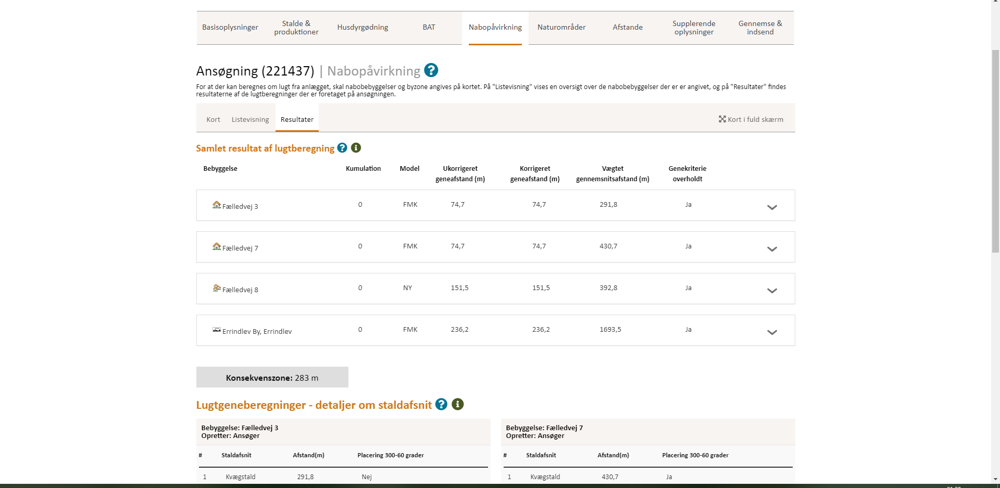 Basisoplysninger
Stalde &
produktioner
Husdyrgødning
BAT
Nabopåvirkning
Naturområder
Afstande
Supplerende
oplysninger
Gennemse &
indsend
Ansøgning (221437) | Nabopåvirkning ?
For at der kan beregnes om lugt fra anlægget, skal nabobebyggelser og byzone angives på kortet. På "Listevisning" vises en oversigt over de nabobebyggelser der er er angivet, og på "Resultater" findes
resultaterne af de lugtberegninger der er foretaget på ansøgningen.
Kort Listevisning Resultater Kort i fuld skærm
Samlet resultat af lugtberegning ? i
Bebyggelse
Kumulation
Model
Ukorrigeret
geneafstand (m)
Korrigeret
geneafstand (m)
Vægtet
gennemsnitsafstand (m)
Genekriterie
overholdt
Fælledvej 3 0 FMK 74,7 74,7 291,8 Ja
Fælledvej 7 0 FMK 74,7 74,7 430,7 Ja
Fælledvej 8 0 NY 151,5 151,5 392,8 Ja
Errindlev By, Errindlev 0 FMK 236,2 236,2 1693,5 Ja
Konsekvenszone: 283 m
Lugtgeneberegninger - detaljer om staldafsnit ? i
Bebyggelse: Fælledvej 3
Opretter: Ansøger
# Staldafsnit Afstand(m) Placering 300-60 grader
1 Kvægstald 291,8 Nej
Bebyggelse: Fælledvej 7
Opretter: Ansøger
# Staldafsnit Afstand(m) Placering 300-60 grader
1 Kvægstald 430,7 Ja